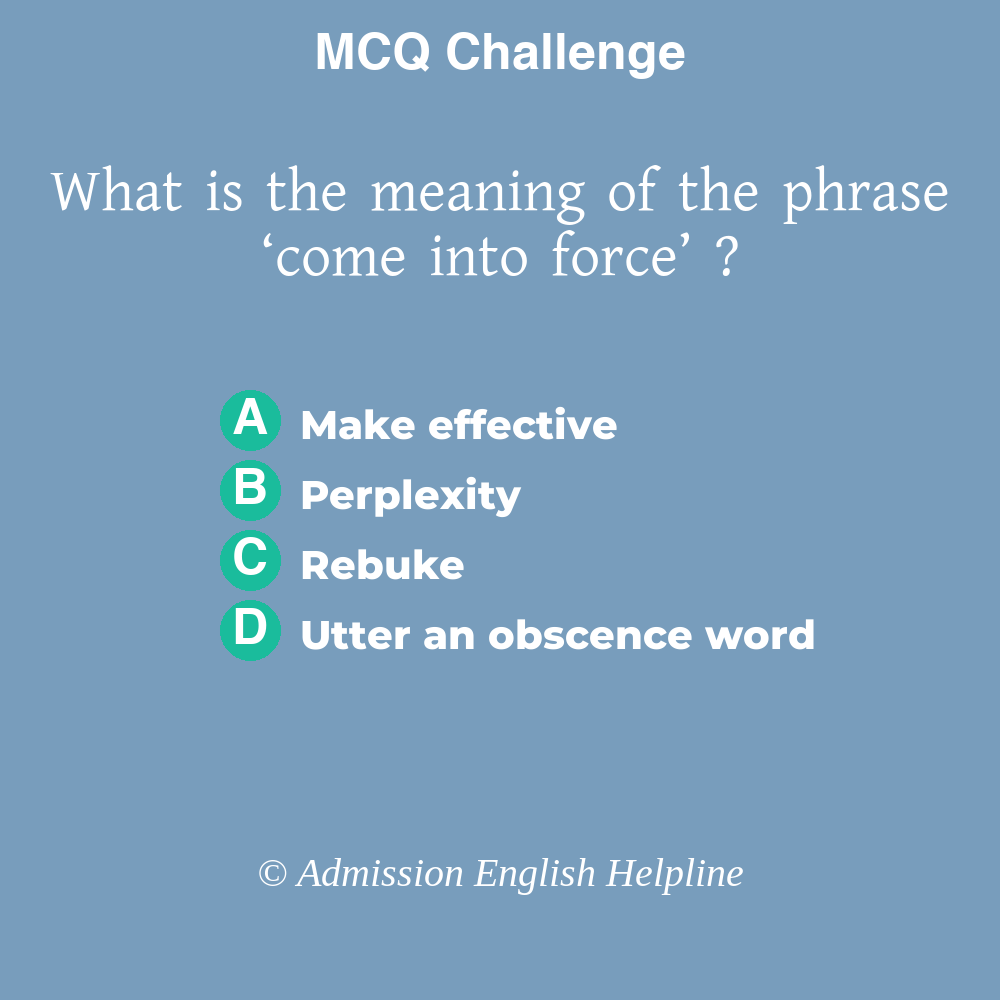 MCQ Challenge
What is the meaning of the phrase
‘come into force’ ?
A Make effective
B Perplexity
C Rebuke
D Utter an obscence word
© Admission English Helpline